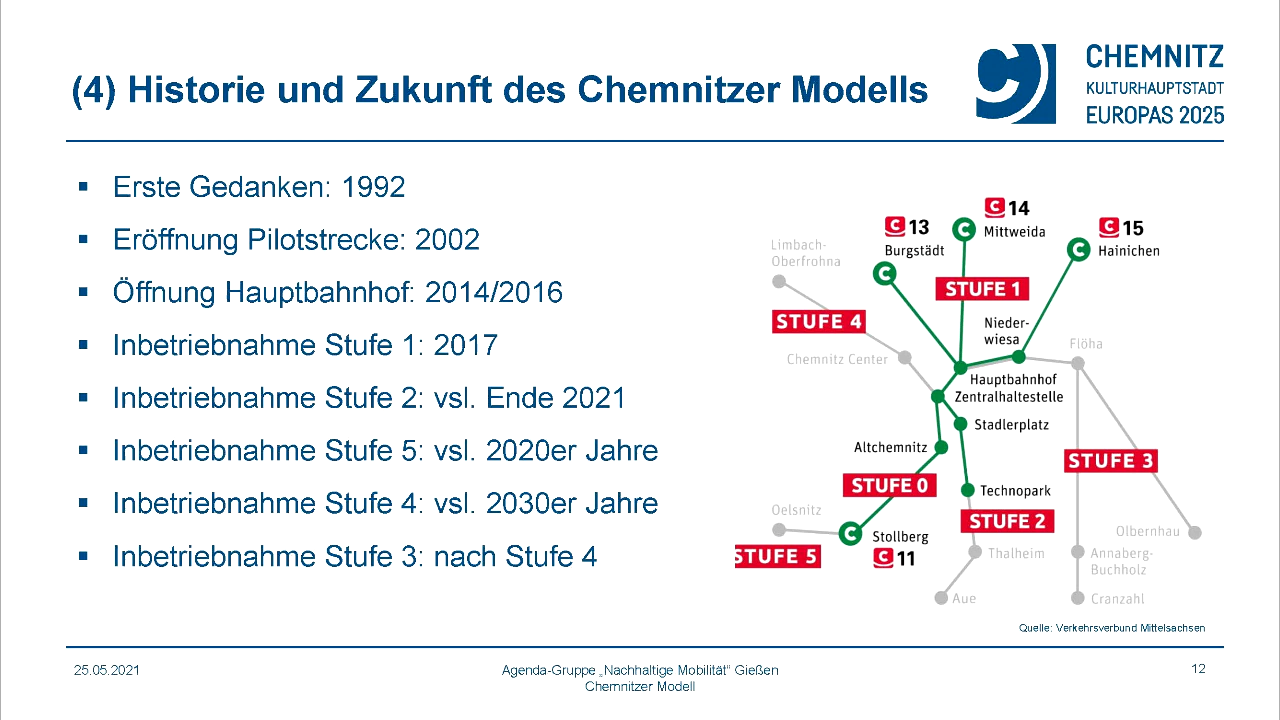 (4) Historie und Zukunft des Chemnitzer Modells
CHEMNITZ
KULTURHAUPTSTADT
EUROPAS 2025
▪ Erste Gedanken: 1992
▪ Eröffnung Pilotstrecke: 2002
▪ Öffnung Hauptbahnhof: 2014/2016
▪ Inbetriebnahme Stufe 1: 2017
▪ Inbetriebnahme Stufe 2: vsl. Ende 2021
▪ Inbetriebnahme Stufe 5: vsl. 2020er Jahre
▪ Inbetriebnahme Stufe 4: vsl. 2030er Jahre
▪ Inbetriebnahme Stufe 3: nach Stufe 4
C 13
Burgstädt
C 14
Mittweida
C 15
Hainichen
Limbach-
Oberfrohna
STUFE 1
STUFE 4
Nieder-
wiesa
Flöha
Chemnitz Center
Hauptbahnhof
Zentralhaltestelle
Stadlerplatz
Altchemnitz
STUFE 3
STUFE 0
Technopark
Oelsnitz
STUFE 2
Olbernhau
STUFE 5
Stollberg
C 11
Thalheim
Annaberg-
Buchholz
Aue
Cranzahl
Quelle: Verkehrsverbund Mittelsachsen
25.05.2021
Agenda-Gruppe „Nachhaltige Mobilität“ Gießen
Chemnitzer Modell
12